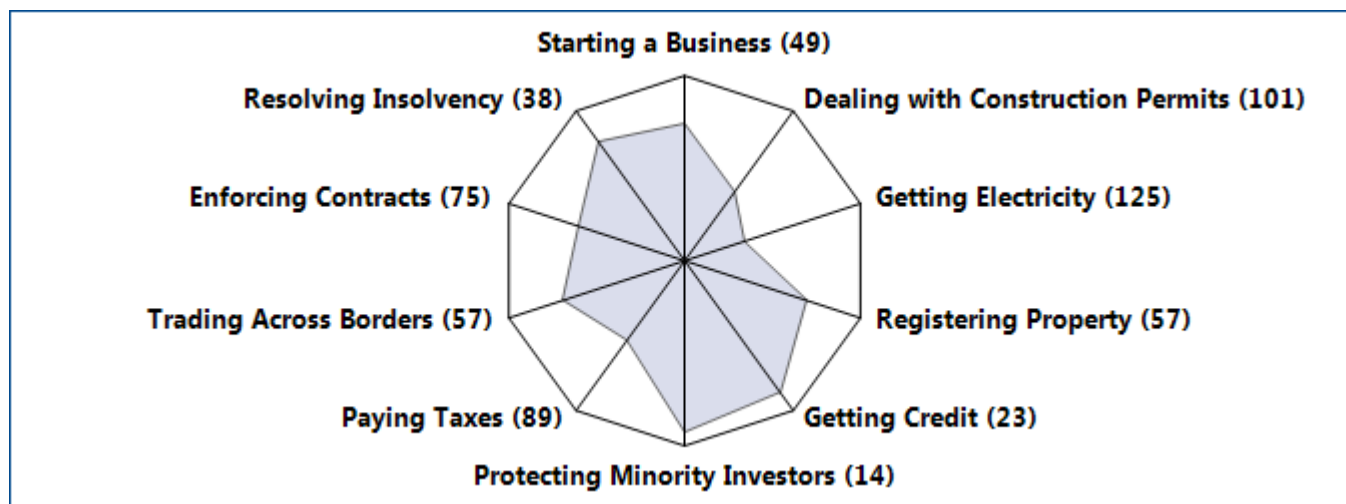 Starting a Business (49)
Resolving Insolvency (38)
Dealing with Construction Permits (101)
Enforcing Contracts (75)
Getting Electricity (125)
Trading Across Borders (57)
Registering Property (57)
Paying Taxes (89)
Getting Credit (23)
Protecting Minority Investors (14)